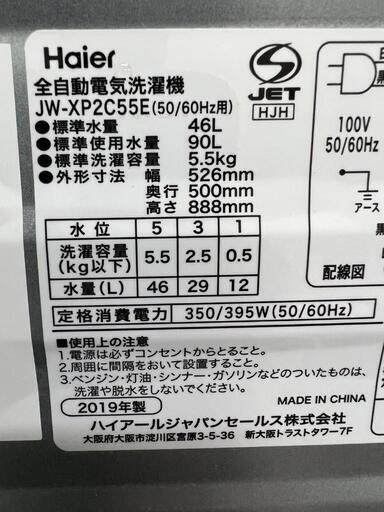 Haier
全自動電気洗濯機
JW-XP2C55E(50/60Hz用)
S
JET
HJH
●標準水量 46L
●標準使用水量 90L
●標準洗濯容量 5.5kg
●外形寸法 幅 526mm
奥行 500mm
高さ 888mm
100V
50/60Hz
アース
水位 5 3 1
洗濯容量(kg以下) 5.5 2.5 0.5
水量(L) 46 29 12
配線図
定格消費電力 350/395W(50/60Hz)
使用上の注意
1.電源は必ずコンセントからとること。
2.周囲に間隔をおいて設置すること。
3.ベンジン・灯油・シンナー・ガソリンなどのついたものは、
洗濯や脱水をしないでください。
2019年製
MADE IN CHINA
ハイアールジャパンセールス株式会社
大阪府大阪市淀川区宮原3-5-36 新大阪トラストタワー7F